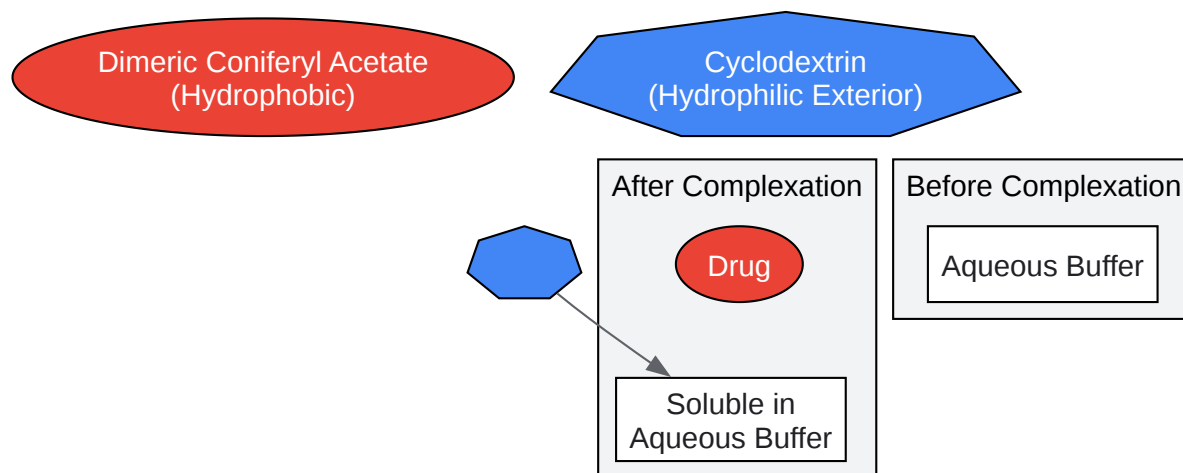 Dimeric Coniferyl Acetate
(Hydrophobic)
Cyclodextrin
(Hydrophilic Exterior)
After Complexation
Drug
Soluble in
Aqueous Buffer
Before Complexation
Aqueous Buffer